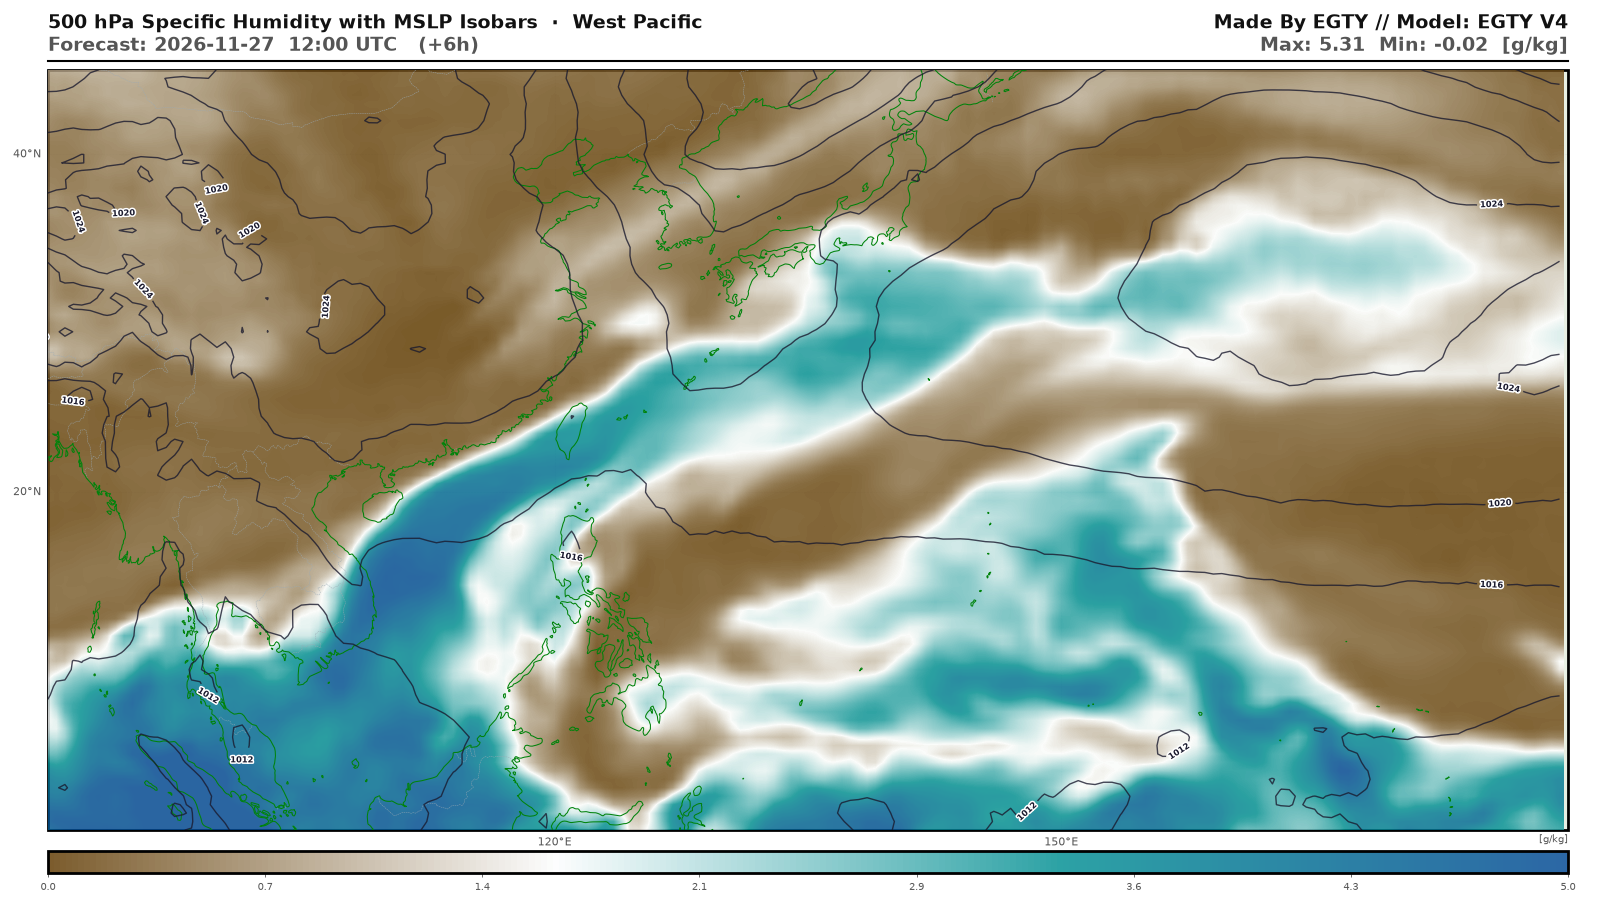 500 hPa Specific Humidity with MSLP Isobars · West Pacific
Made By EGTY // Model: EGTY V4
Forecast: 2026-11-27 12:00 UTC (+6h)
Max: 5.31 Min: -0.02 [g/kg]
40°N
1020
1024
1020
1024
1024
1020
1024
1024
1024
1016
20°N
1020
1016
1016
1012
1012
1012
1012
120°E
150°E
[g/kg]
0.0
0.7
1.4
2.1
2.9
3.6
4.3
5.0